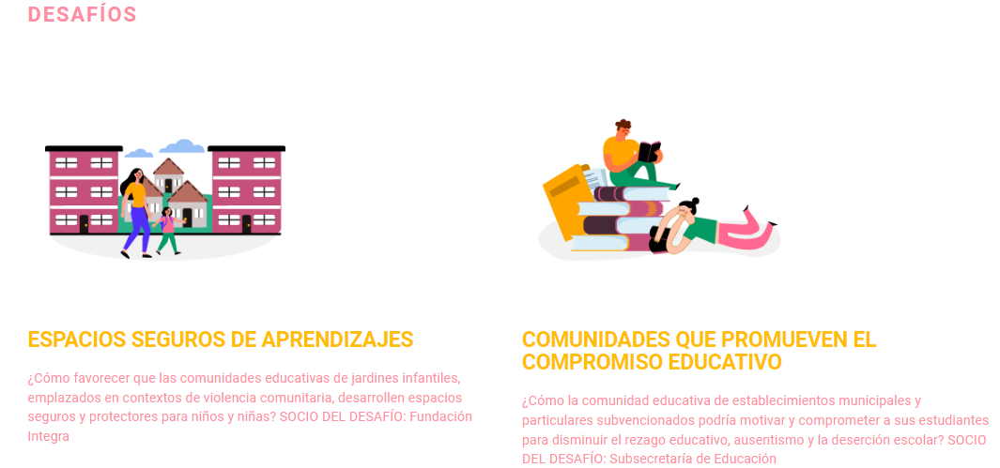 DESAFÍOS
ESPACIOS SEGUROS DE APRENDIZAJES
¿Cómo favorecer que las comunidades educativas de jardines infantiles,
emplazados en contextos de violencia comunitaria, desarrollen espacios
seguros y protectores para niños y niñas? SOCIO DEL DESAFÍO: Fundación
Integra
COMUNIDADES QUE PROMUEVEN EL
COMPROMISO EDUCATIVO
¿Cómo la comunidad educativa de establecimientos municipales y
particulares subvencionados podría motivar y comprometer a sus estudiantes
para disminuir el rezago educativo, ausentismo y la deserción escolar? SOCIO
DEL DESAFÍO: Subsecretaría de Educación